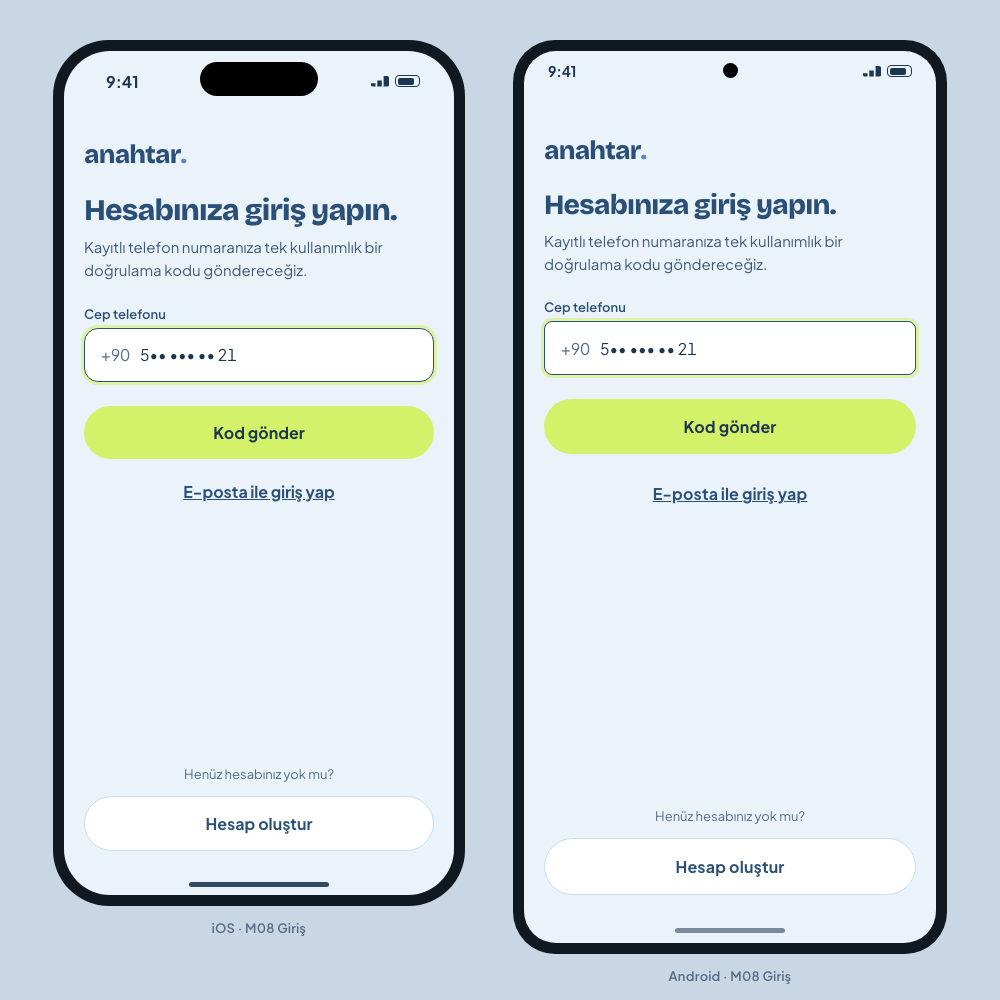 9:41
anahtar.
Hesabınıza giriş yapın.
Kayıtlı telefon numaranıza tek kullanımlık bir
doğrulama kodu göndereceğiz.
Cep telefonu
+90 5•• ••• •• 21
Kod gönder
E-posta ile giriş yap
Henüz hesabınız yok mu?
Hesap oluştur
iOS · M08 Giriş
9:41
anahtar.
Hesabınıza giriş yapın.
Kayıtlı telefon numaranıza tek kullanımlık bir
doğrulama kodu göndereceğiz.
Cep telefonu
+90 5•• ••• •• 21
Kod gönder
E-posta ile giriş yap
Henüz hesabınız yok mu?
Hesap oluştur
Android · M08 Giriş